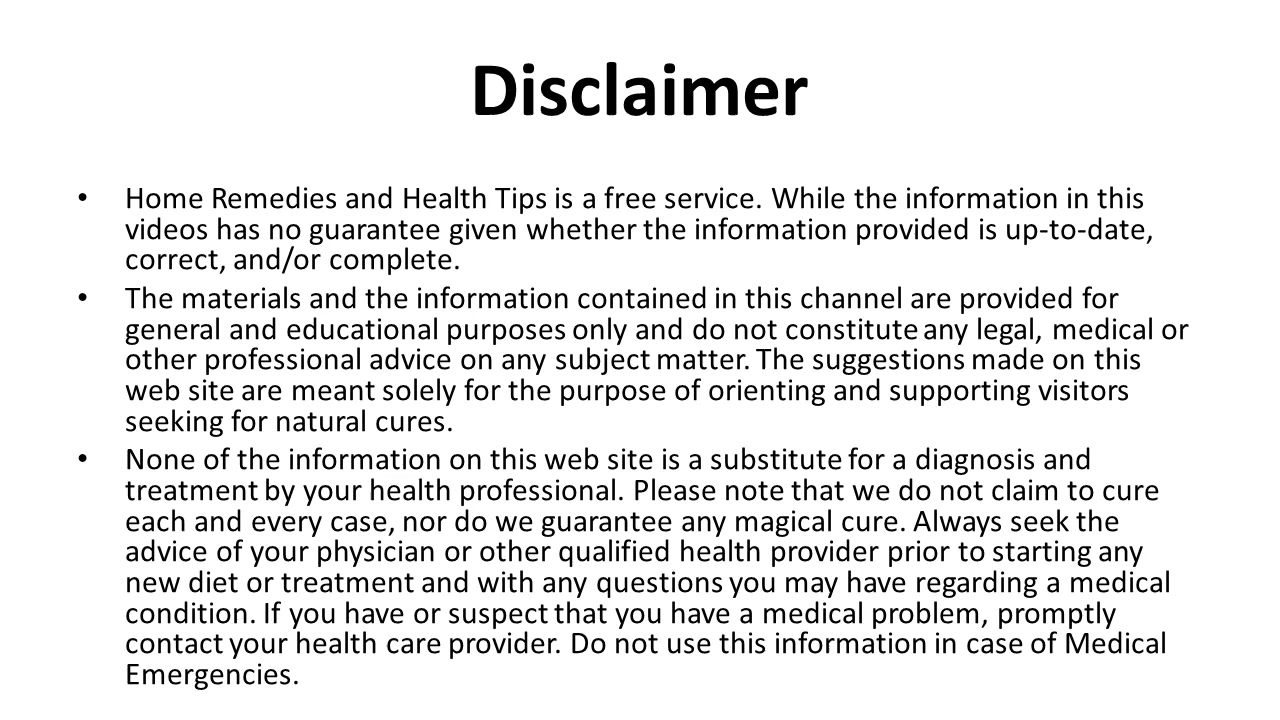 Disclaimer
• Home Remedies and Health Tips is a free service. While the information in this
videos has no guarantee given whether the information provided is up-to-date,
correct, and/or complete.
• The materials and the information contained in this channel are provided for
general and educational purposes only and do not constitute any legal, medical or
other professional advice on any subject matter. The suggestions made on this
web site are meant solely for the purpose of orienting and supporting visitors
seeking for natural cures.
• None of the information on this web site is a substitute for a diagnosis and
treatment by your health professional. Please note that we do not claim to cure
each and every case, nor do we guarantee any magical cure. Always seek the
advice of your physician or other qualified health provider prior to starting any
new diet or treatment and with any questions you may have regarding a medical
condition. If you have or suspect that you have a medical problem, promptly
contact your health care provider. Do not use this information in case of Medical
Emergencies.